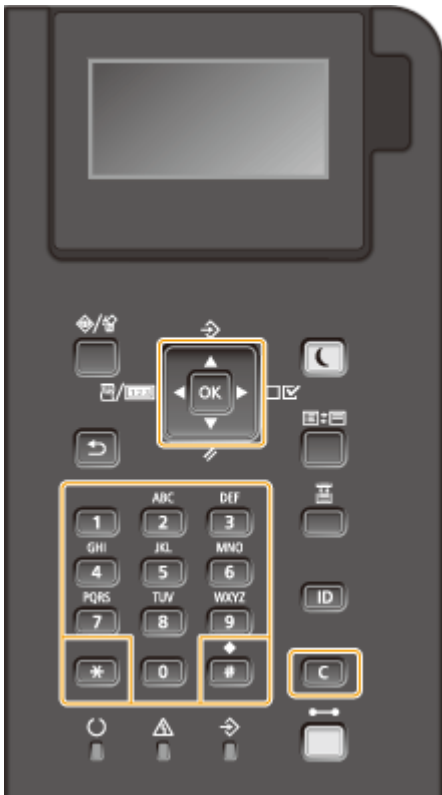 123
OK
ABC DEF
1 2 3
GHI JKL MNO
4 5 6
PQRS TUV WXYZ
7 8 9
ID
* 0 # C